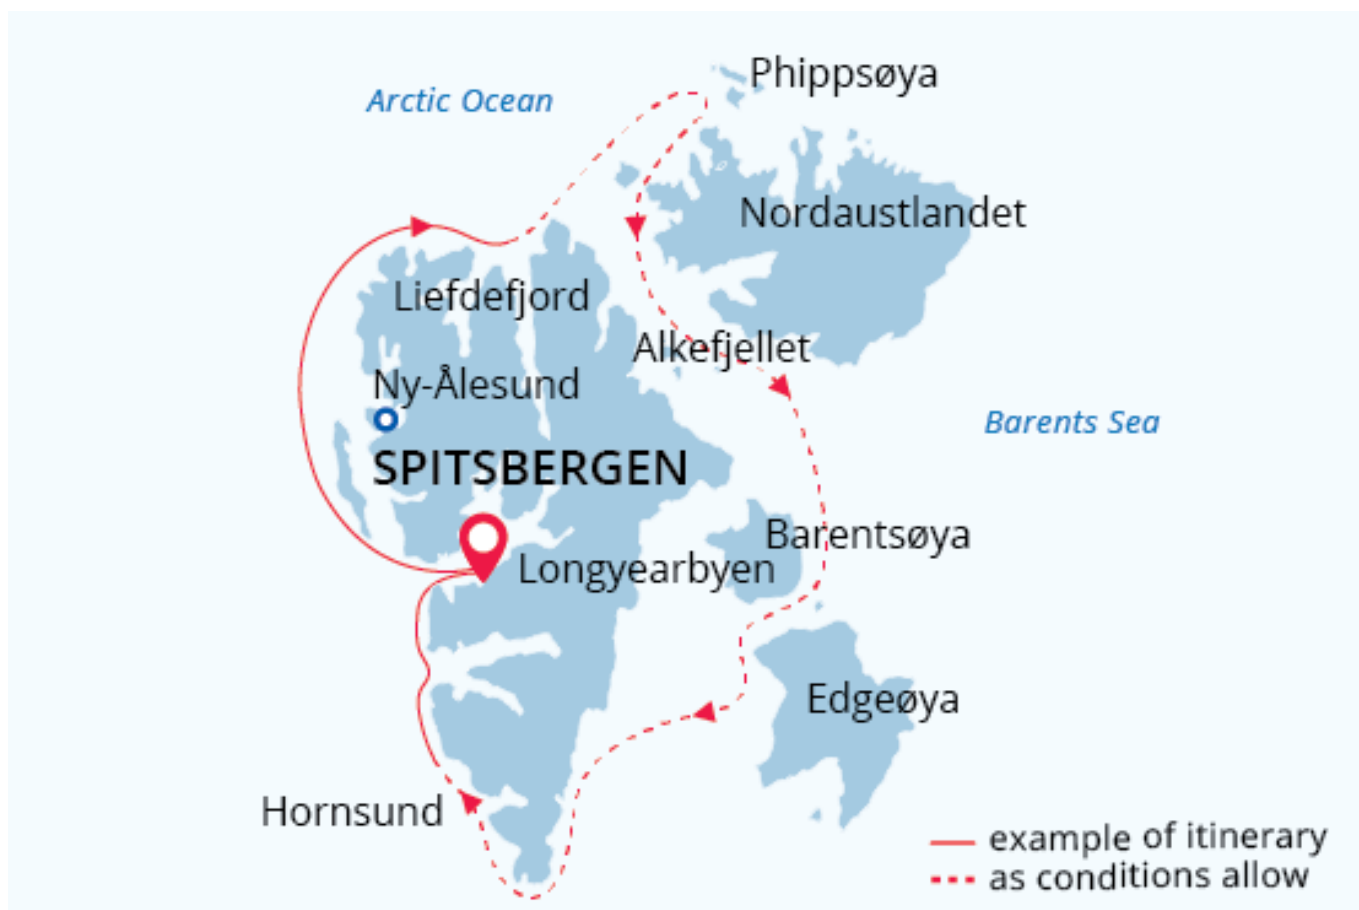 Phippsøya
Arctic Ocean
Nordaustlandet
Liefdefjord
Alkefjellet
Ny-Ålesund
Barents Sea
SPITSBERGEN
Barentsøya
Longyearbyen
Edgeøya
Hornsund
example of itinerary
as conditions allow